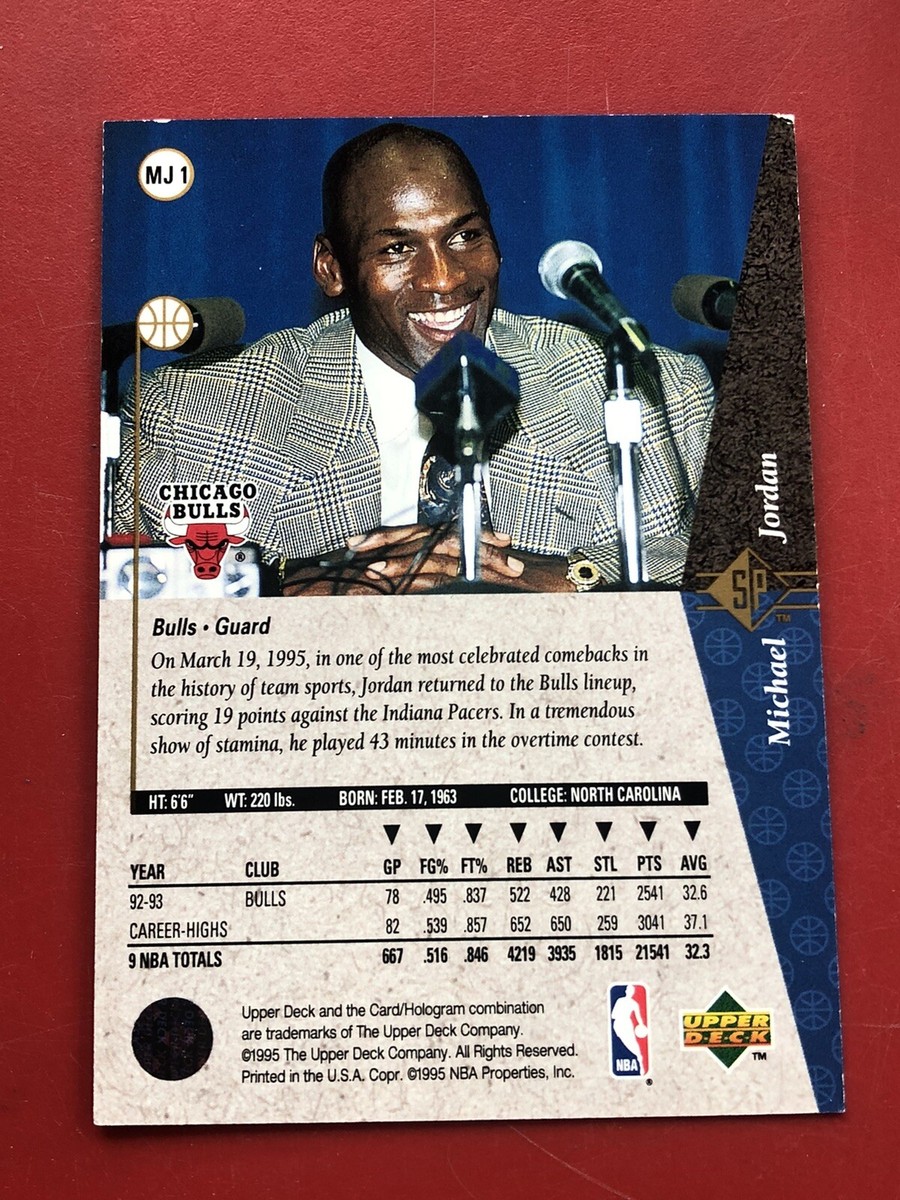 MJ 1
CHICAGO
BULLS
®
Michael Jordan
SP
TM
Bulls • Guard
On March 19, 1995, in one of the most celebrated comebacks in
the history of team sports, Jordan returned to the Bulls lineup,
scoring 19 points against the Indiana Pacers. In a tremendous
show of stamina, he played 43 minutes in the overtime contest.
HT: 6'6" WT: 220 lbs. BORN: FEB. 17, 1963 COLLEGE: NORTH CAROLINA
YEAR CLUB GP FG% FT% REB AST STL PTS AVG
92-93 BULLS 78 .495 .837 522 428 221 2541 32.6
CAREER-HIGHS 82 .539 .857 652 650 259 3041 37.1
9 NBA TOTALS 667 .516 .846 4219 3935 1815 21541 32.3
Upper Deck and the Card/Hologram combination
are trademarks of The Upper Deck Company.
©1995 The Upper Deck Company. All Rights Reserved.
Printed in the U.S.A. Copr. ©1995 NBA Properties, Inc.
NBA
®
UPPER
DECK
TM